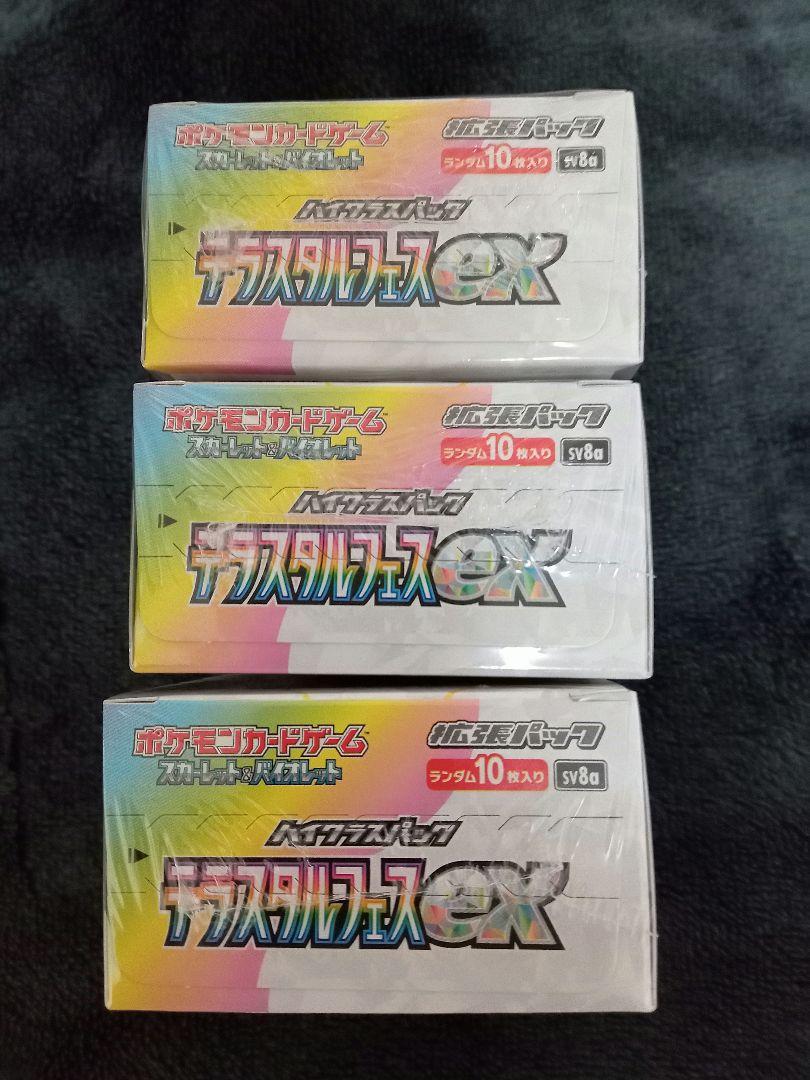 ポケモンカードゲーム 拡張パック
スカーレット&バイオレット ランダム10枚入り sv8a
ハイクラスパック
テラスタルフェスex
ポケモンカードゲーム 拡張パック
スカーレット&バイオレット ランダム10枚入り sv8a
ハイクラスパック
テラスタルフェスex
ポケモンカードゲーム 拡張パック
スカーレット&バイオレット ランダム10枚入り sv8a
ハイクラスパック
テラスタルフェスex